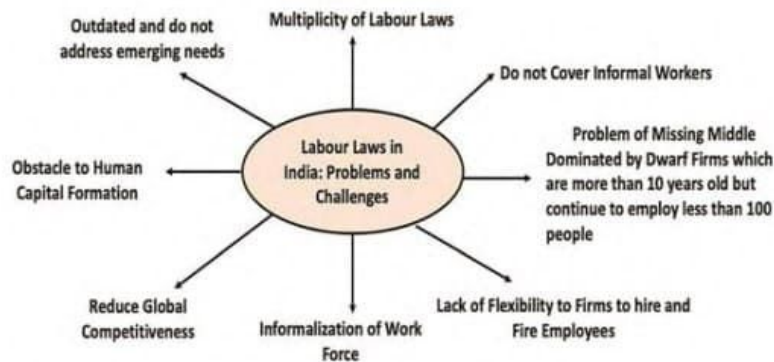 Multiplicity of Labour Laws
Outdated and do not
address emerging needs
Do not Cover Informal Workers
Labour Laws in
India: Problems and
Challenges
Problem of Missing Middle
Dominated by Dwarf Firms which
are more than 10 years old but
continue to employ less than 100
people
Obstacle to Human
Capital Formation
Reduce Global
Competitiveness
Informalization of Work
Force
Lack of Flexibility to Firms to hire and
Fire Employees